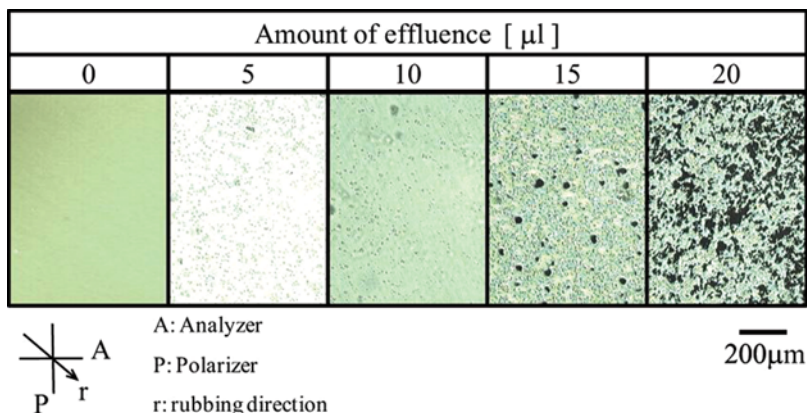 Amount of effluence [ μl ]
0 5 10 15 20
A: Analyzer
A
P: Polarizer
200μm
P
r
r: rubbing direction